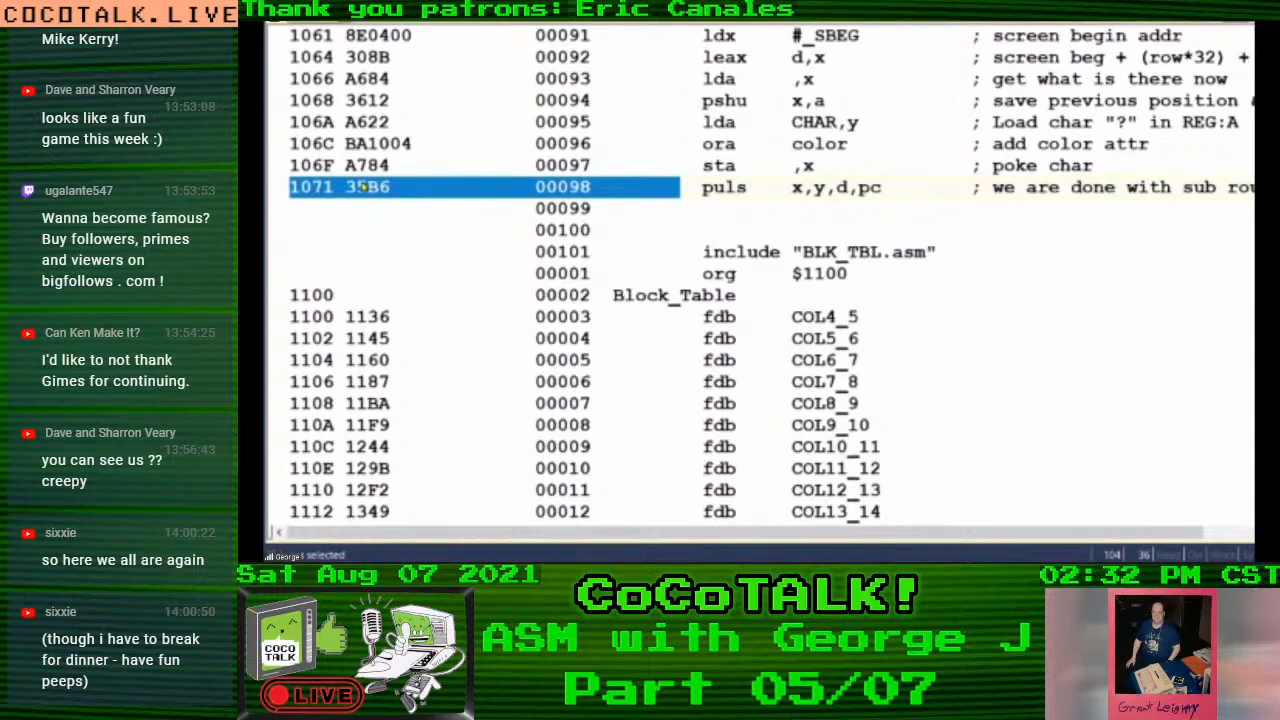 COCOTALK.LIVE
Thank you patrons: Eric Canales
Mike Kerry!
Dave and Sharron Veary
13:53:08
looks like a fun
game this week :)
ugalante547
13:53:53
Wanna become famous?
Buy followers, primes
and viewers on
bigfollows . com !
Can Ken Make It?
13:54:25
I'd like to not thank
Gimes for continuing.
Dave and Sharron Veary
13:56:43
you can see us ??
creepy
sixxie
14:00:22
so here we all are again
sixxie
14:00:50
(though i have to break
for dinner - have fun
peeps)
1061 8E0400 00091 ldx #_SBEG ; screen begin addr
1064 308B 00092 leax d,x ; screen beg + (row*32) +
1066 A684 00093 lda ,x ; get what is there now
1068 3612 00094 pshu x,a ; save previous position
106A A622 00095 lda CHAR,y ; Load char "?" in REG:A
106C BA1004 00096 ora color ; add color attr
106F A784 00097 sta ,x ; poke char
1071 35B6 00098 puls x,y,d,pc ; we are done with sub rou
00099
00100
00101 include "BLK_TBL.asm"
00001 org $1100
1100 00002 Block_Table
1100 1136 00003 fdb COL4_5
1102 1145 00004 fdb COL5_6
1104 1160 00005 fdb COL6_7
1106 1187 00006 fdb COL7_8
1108 11BA 00007 fdb COL8_9
110A 11F9 00008 fdb COL9_10
110C 1244 00009 fdb COL10_11
110E 129B 00010 fdb COL11_12
1110 12F2 00011 fdb COL12_13
1112 1349 00012 fdb COL13_14
George selected
104 36
Sat Aug 07 2021
CoCoTALK!
02:32 PM CST
COCO
TALK
LIVE
ASM with George J
Part 05/07
Grant Leighty